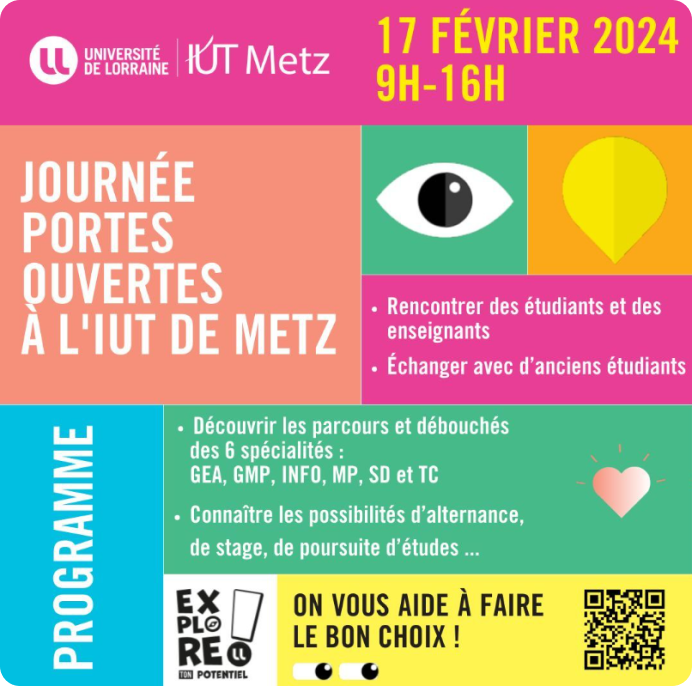 UNIVERSITÉ
DE LORRAINE
IUT Metz
17 FÉVRIER 2024
9H-16H
JOURNÉE
PORTES
OUVERTES
À L'IUT DE METZ
• Rencontrer des étudiants et des
enseignants
• Échanger avec d'anciens étudiants
PROGRAMME
• Découvrir les parcours et débouchés
des 6 spécialités :
GEA, GMP, INFO, MP, SD et TC
• Connaître les possibilités d'alternance,
de stage, de poursuite d'études ...
EX
PLO
RE !
TON POTENTIEL
ON VOUS AIDE À FAIRE
LE BON CHOIX !